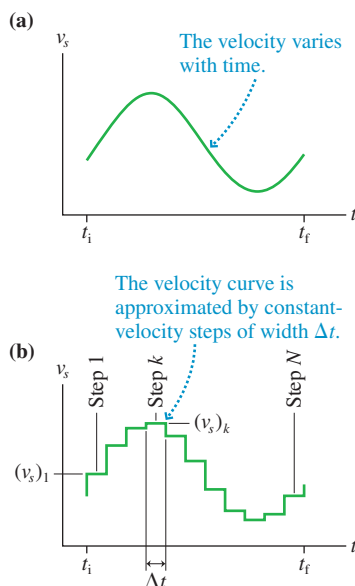 (a)
v_s
The velocity varies
with time.
t
t_i
t_f
The velocity curve is
approximated by constant-
velocity steps of width Δt.
(b)
v_s
Step 1
Step k
Step N
(v_s)_k
(v_s)_1
t
t_i
t_f
Δt